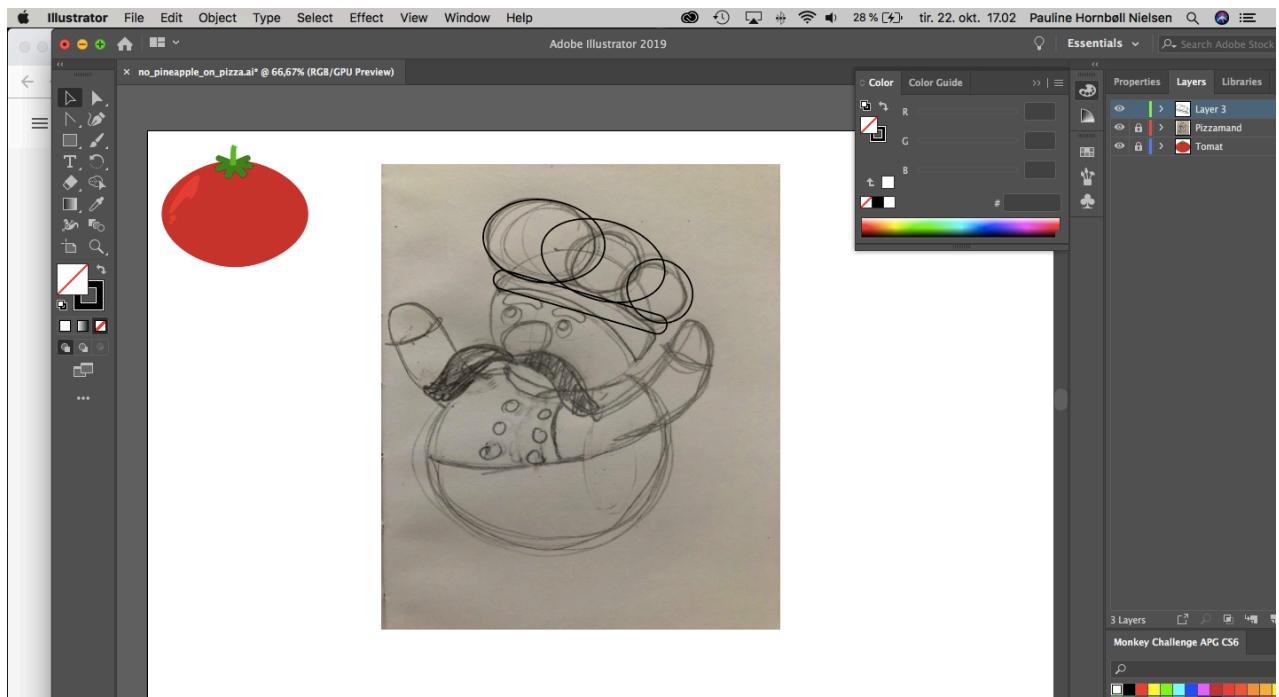 Illustrator File Edit Object Type Select Effect View Window Help 28 % tir. 22. okt. 17.02 Pauline Hornbøll Nielsen
Adobe Illustrator 2019 Essentials Search Adobe Stock
× no_pineapple_on_pizza.ai* @ 66,67% (RGB/GPU Preview)
Color Color Guide
R
G
B
#
Properties Layers Libraries
Layer 3
Pizzamand
Tomat
3 Layers
Monkey Challenge APG CS6